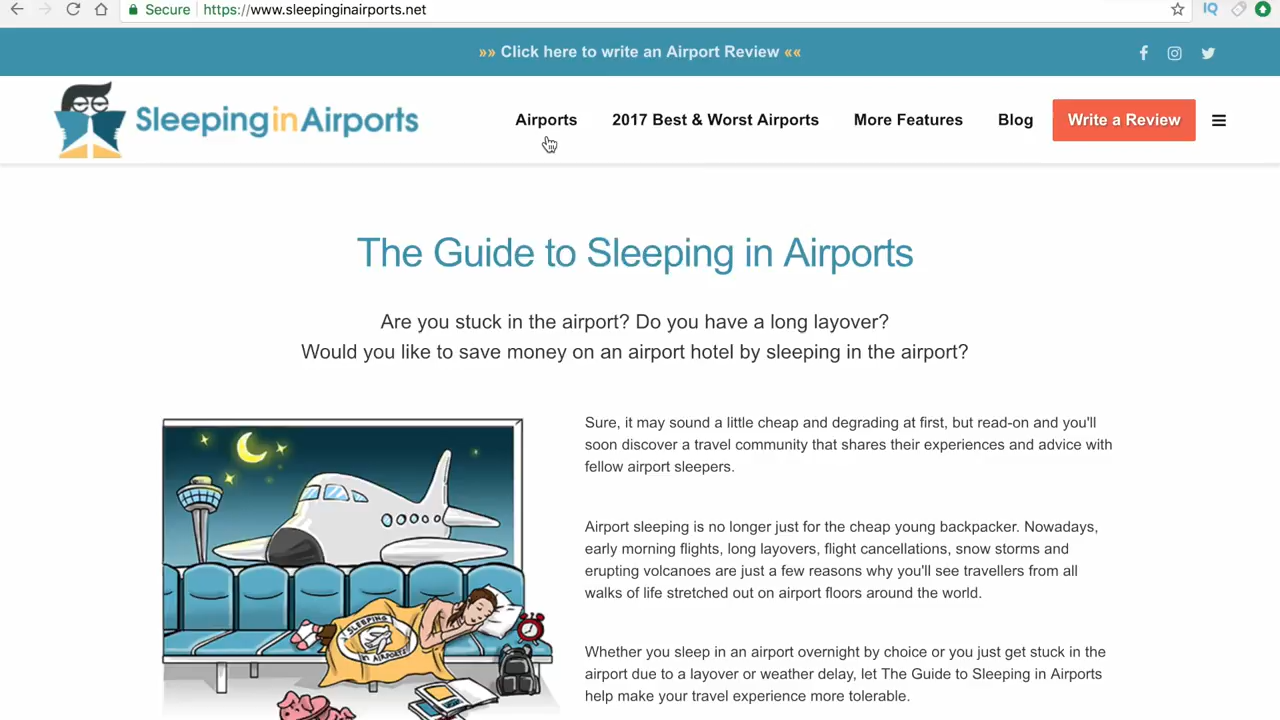 Secure https://www.sleepinginairports.net
»» Click here to write an Airport Review ««
SleepinginAirports
Airports 2017 Best & Worst Airports More Features Blog Write a Review
The Guide to Sleeping in Airports
Are you stuck in the airport? Do you have a long layover?
Would you like to save money on an airport hotel by sleeping in the airport?
Sure, it may sound a little cheap and degrading at first, but read-on and you'll
soon discover a travel community that shares their experiences and advice with
fellow airport sleepers.
Airport sleeping is no longer just for the cheap young backpacker. Nowadays,
early morning flights, long layovers, flight cancellations, snow storms and
erupting volcanoes are just a few reasons why you'll see travellers from all
walks of life stretched out on airport floors around the world.
Whether you sleep in an airport overnight by choice or you just get stuck in the
airport due to a layover or weather delay, let The Guide to Sleeping in Airports
help make your travel experience more tolerable.
SLEEPING
in AIRPORTS
IQ